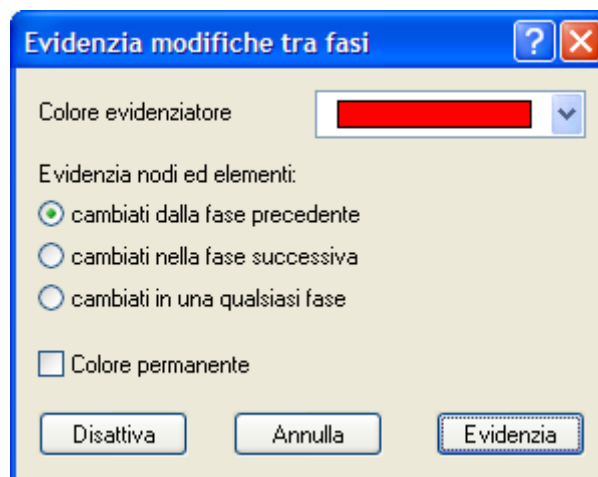 Evidenzia modifiche tra fasi
Colore evidenziatore
Evidenzia nodi ed elementi:
cambiati dalla fase precedente
cambiati nella fase successiva
cambiati in una qualsiasi fase
Colore permanente
Disattiva Annulla Evidenzia